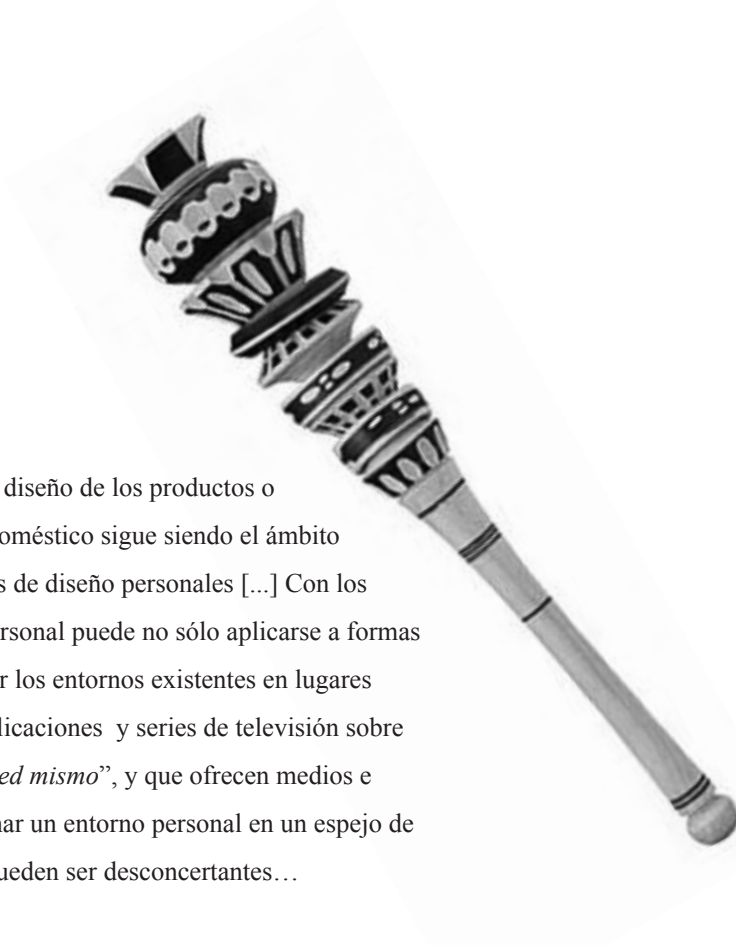 diseño de los productos o
oméstico sigue siendo el ámbito
s de diseño personales [...] Con los
rsonal puede no sólo aplicarse a formas
r los entornos existentes en lugares
licaciones y series de televisión sobre
ed mismo”, y que ofrecen medios e
ar un entorno personal en un espejo de
ueden ser desconcertantes…